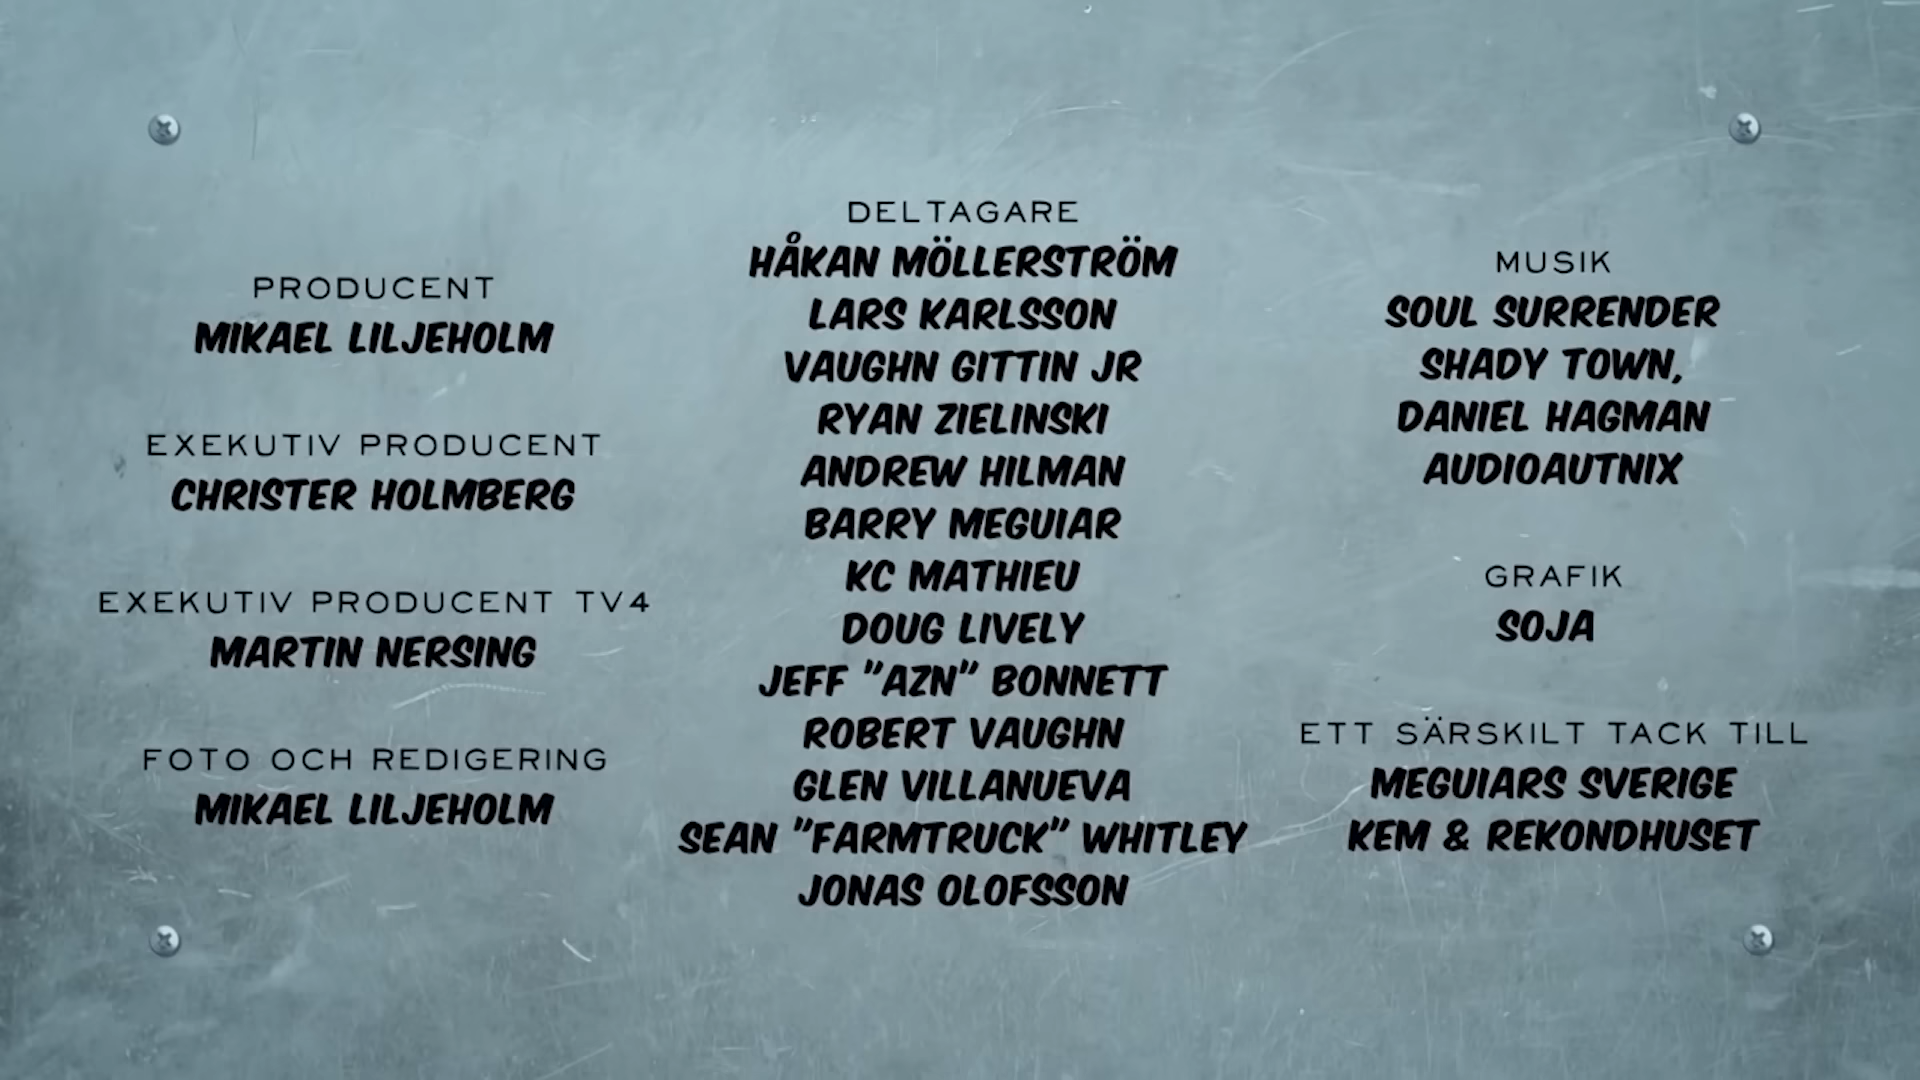 PRODUCENT
MIKAEL LILJEHOLM
EXEKUTIV PRODUCENT
CHRISTER HOLMBERG
EXEKUTIV PRODUCENT TV4
MARTIN NERSING
FOTO OCH REDIGERING
MIKAEL LILJEHOLM
DELTAGARE
HÅKAN MÖLLERSTRÖM
LARS KARLSSON
VAUGHN GITTIN JR
RYAN ZIELINSKI
ANDREW HILMAN
BARRY MEGUIAR
KC MATHIEU
DOUG LIVELY
JEFF "AZN" BONNETT
ROBERT VAUGHN
GLEN VILLANUEVA
SEAN "FARMTRUCK" WHITLEY
JONAS OLOFSSON
MUSIK
SOUL SURRENDER
SHADY TOWN,
DANIEL HAGMAN
AUDIOAUTNIX
GRAFIK
SOJA
ETT SÄRSKILT TACK TILL
MEGUIARS SVERIGE
KEM & REKONDHUSET